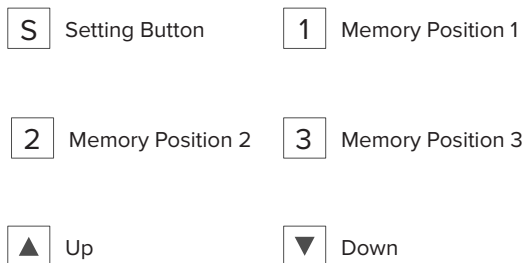 S Setting Button 1 Memory Position 1
2 Memory Position 2 3 Memory Position 3
▲ Up ▼ Down